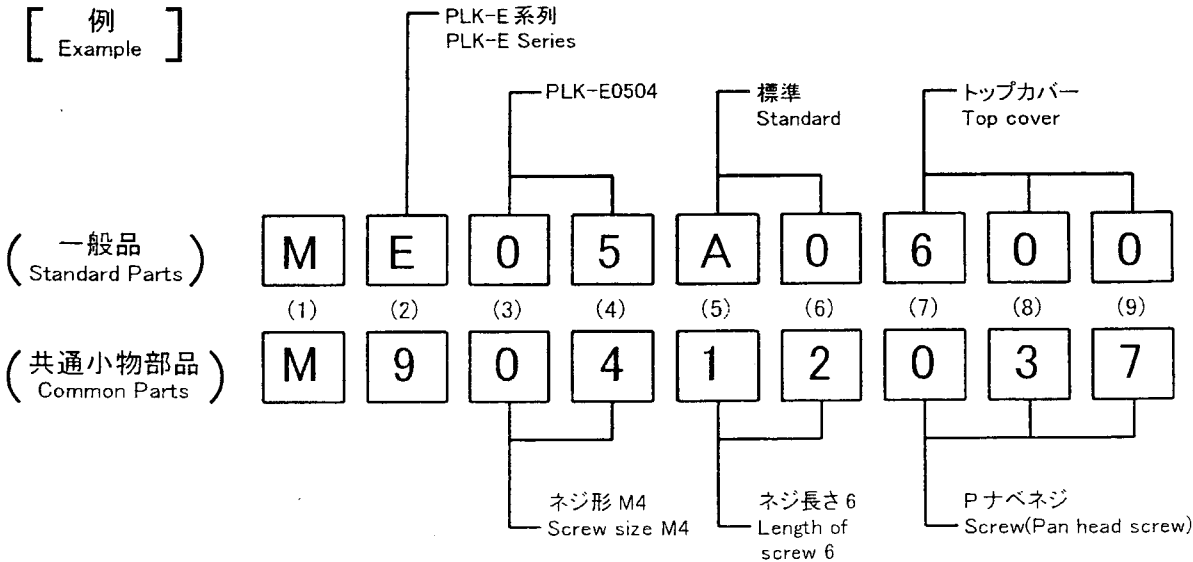 例
Example
PLK-E 系列
PLK-E Series
PLK-E0504
標準
Standard
トップカバー
Top cover
一般品
Standard Parts
M E 0 5 A 0 6 0 0
(1) (2) (3) (4) (5) (6) (7) (8) (9)
共通小物部品
Common Parts
M 9 0 4 1 2 0 3 7
ネジ形 M4
Screw size M4
ネジ長さ 6
Length of
screw 6
P ナベネジ
Screw(Pan head screw)